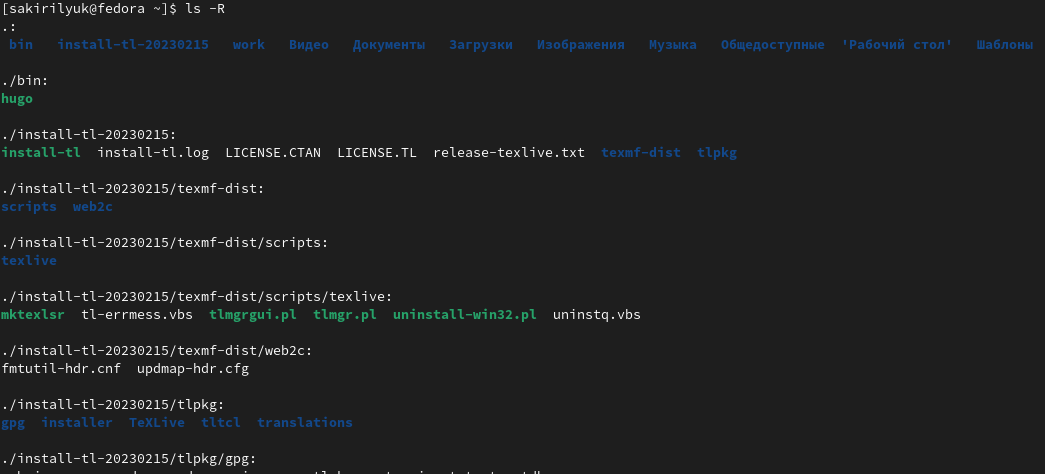 [sakirilyuk@fedora ~]$ ls -R
.:
bin install-tl-20230215 work Видео Документы Загрузки Изображения Музыка Общедоступные 'Рабочий стол' Шаблоны
./bin:
hugo
./install-tl-20230215:
install-tl install-tl.log LICENSE.CTAN LICENSE.TL release-texlive.txt texmf-dist tlpkg
./install-tl-20230215/texmf-dist:
scripts web2c
./install-tl-20230215/texmf-dist/scripts:
texlive
./install-tl-20230215/texmf-dist/scripts/texlive:
mktexlsr tl-errmess.vbs tlmgrgui.pl tlmgr.pl uninstall-win32.pl uninstq.vbs
./install-tl-20230215/texmf-dist/web2c:
fmtutil-hdr.cnf updmap-hdr.cfg
./install-tl-20230215/tlpkg:
gpg installer TeXLive tltcl translations
./install-tl-20230215/tlpkg/gpg: